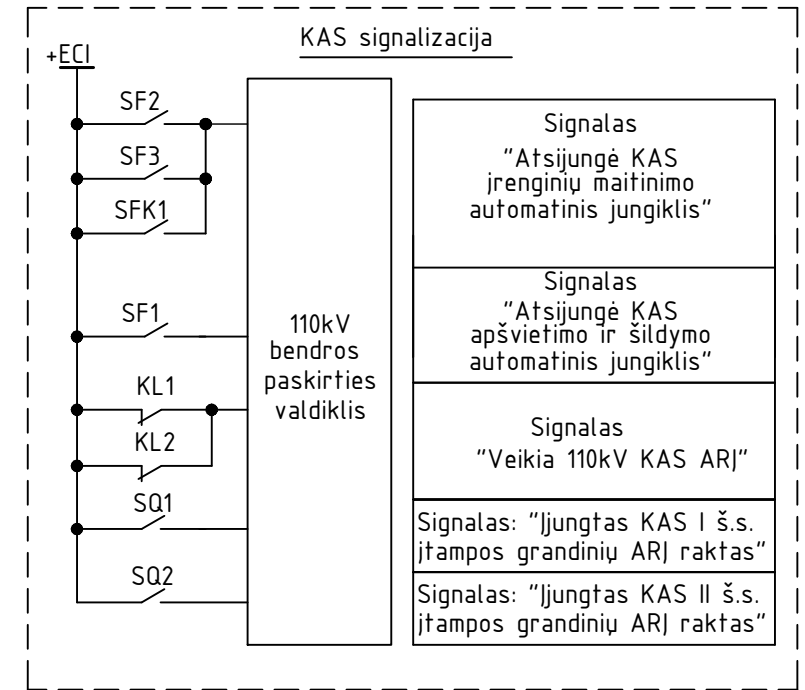 KAS signalizacija
+ECI
SF2
SF3
SFK1
SF1
KL1
KL2
SQ1
SQ2
110kV
bendros
paskirties
valdiklis
Signalas
“Atsijungė KAS
įrenginių maitinimo
automatinis jungiklis”
Signalas
“Atsijungė KAS
apšvietimo ir šildymo
automatinis jungiklis”
Signalas
“Veikia 110kV KAS ARĮ”
Signalas: “Įjungtas KAS I š.s.
įtampos grandinių ARĮ raktas”
Signalas: “Įjungtas KAS II š.s.
įtampos grandinių ARĮ raktas”